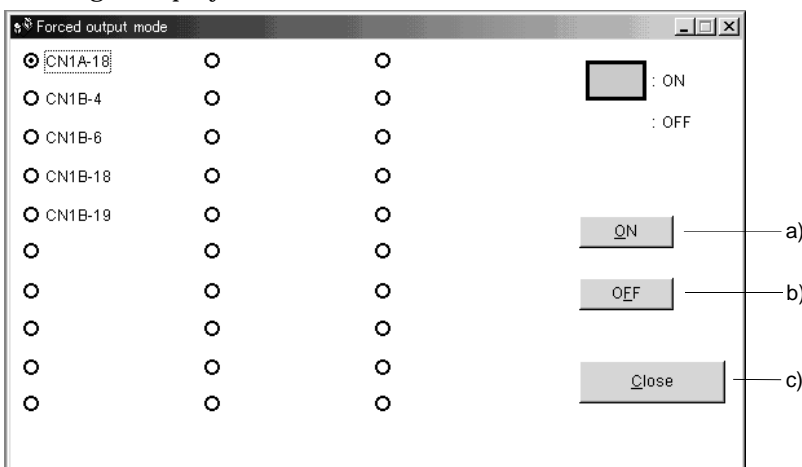 Forced output mode
CN1A-18
CN1B-4
CN1B-6
CN1B-18
CN1B-19
: ON
: OFF
ON
a)
OFF
b)
Close
c)